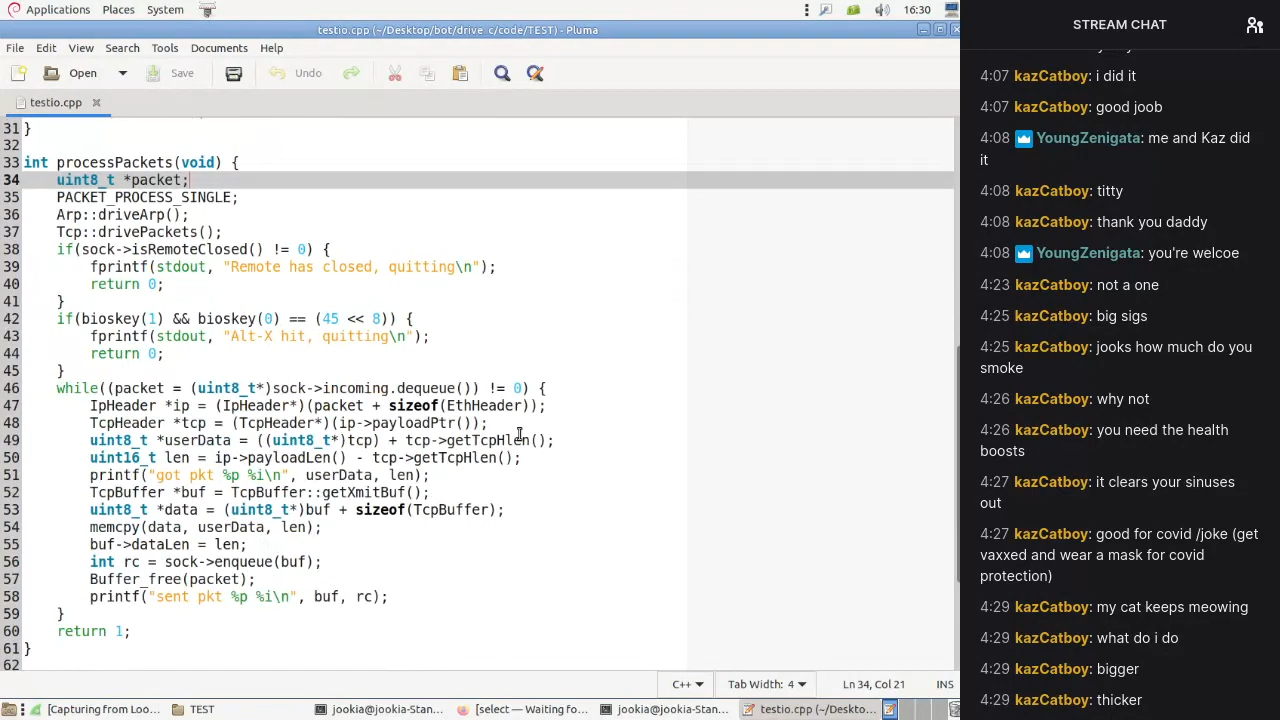 Applications Places System 16:30
testio.cpp (~/Desktop/bot/drive_c/code/TEST) - Pluma
File Edit View Search Tools Documents Help
Open Save Undo
testio.cpp
31 }
32
33 int processPackets(void) {
34 uint8_t *packet;
35 PACKET_PROCESS_SINGLE;
36 Arp::driveArp();
37 Tcp::drivePackets();
38 if(sock->isRemoteClosed() != 0) {
39 fprintf(stdout, "Remote has closed, quitting\n");
40 return 0;
41 }
42 if(bioskey(1) && bioskey(0) == (45 << 8)) {
43 fprintf(stdout, "Alt-X hit, quitting\n");
44 return 0;
45 }
46 while((packet = (uint8_t*)sock->incoming.dequeue()) != 0) {
47 IpHeader *ip = (IpHeader*)(packet + sizeof(EthHeader));
48 TcpHeader *tcp = (TcpHeader*)(ip->payloadPtr());
49 uint8_t *userData = ((uint8_t*)tcp) + tcp->getTcpHlen();
50 uint16_t len = ip->payloadLen() - tcp->getTcpHlen();
51 printf("got pkt %p %i\n", userData, len);
52 TcpBuffer *buf = TcpBuffer::getXmitBuf();
53 uint8_t *data = (uint8_t*)buf + sizeof(TcpBuffer);
54 memcpy(data, userData, len);
55 buf->dataLen = len;
56 int rc = sock->enqueue(buf);
57 Buffer_free(packet);
58 printf("sent pkt %p %i\n", buf, rc);
59 }
60 return 1;
61 }
62
C++ Tab Width: 4 Ln 34, Col 21 INS
[Capturing from Loo... TEST jookia@jookia-Stan... [select — Waiting fo... jookia@jookia-Stan... testio.cpp (~/Deskto...
STREAM CHAT
4:07 kazCatboy: i did it
4:07 kazCatboy: good joob
4:08 YoungZenigata: me and Kaz did
it
4:08 kazCatboy: titty
4:08 kazCatboy: thank you daddy
4:08 YoungZenigata: you're welcoe
4:23 kazCatboy: not a one
4:25 kazCatboy: big sigs
4:25 kazCatboy: jooks how much do you
smoke
4:26 kazCatboy: why not
4:26 kazCatboy: you need the health
boosts
4:27 kazCatboy: it clears your sinuses
out
4:27 kazCatboy: good for covid /joke (get
vaxxed and wear a mask for covid
protection)
4:29 kazCatboy: my cat keeps meowing
4:29 kazCatboy: what do i do
4:29 kazCatboy: bigger
4:29 kazCatboy: thicker